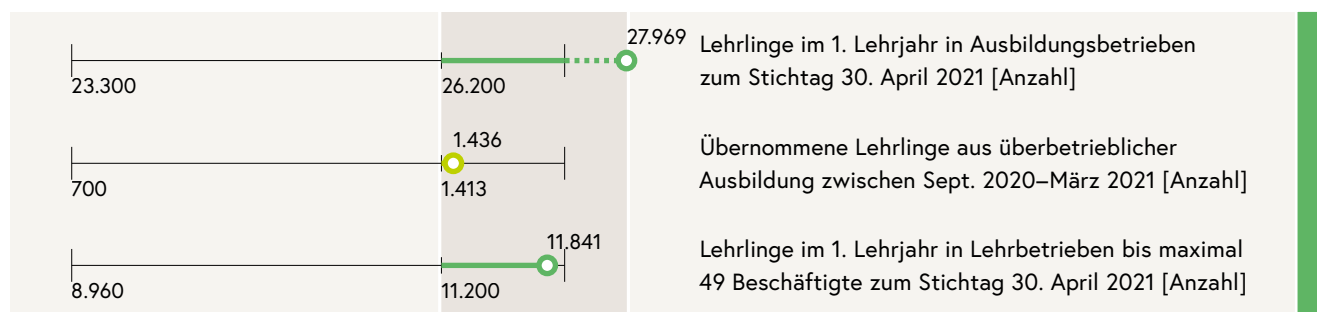 27.969
23.300
26.200
Lehrlinge im 1. Lehrjahr in Ausbildungsbetrieben
zum Stichtag 30. April 2021 [Anzahl]
1.436
700
1.413
Übernommene Lehrlinge aus überbetrieblicher
Ausbildung zwischen Sept. 2020–März 2021 [Anzahl]
11.841
8.960
11.200
Lehrlinge im 1. Lehrjahr in Lehrbetrieben bis maximal
49 Beschäftigte zum Stichtag 30. April 2021 [Anzahl]